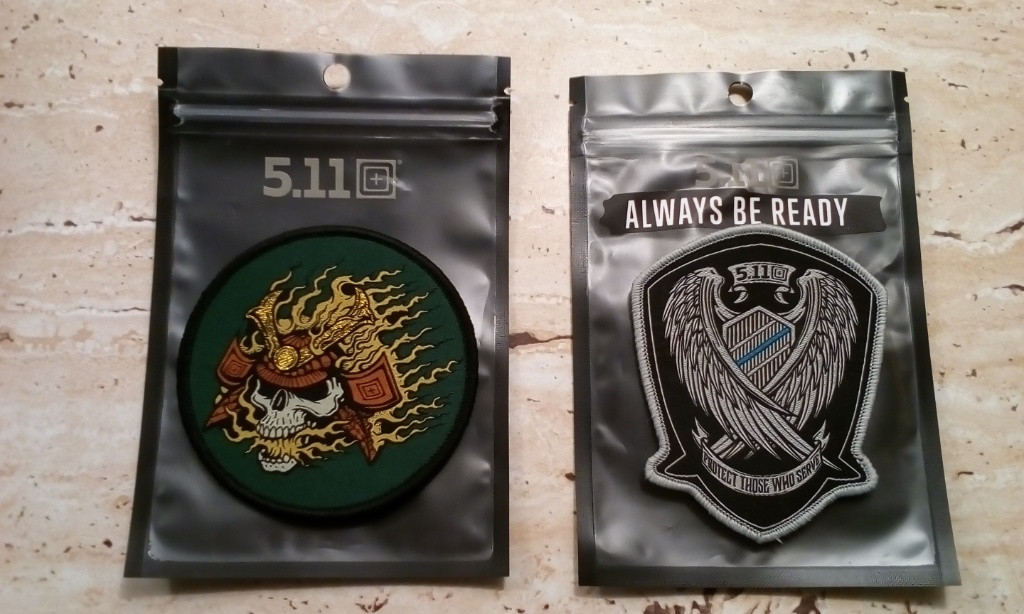 5.11
5.11
ALWAYS BE READY
5.11
PROTECT THOSE WHO SERVE